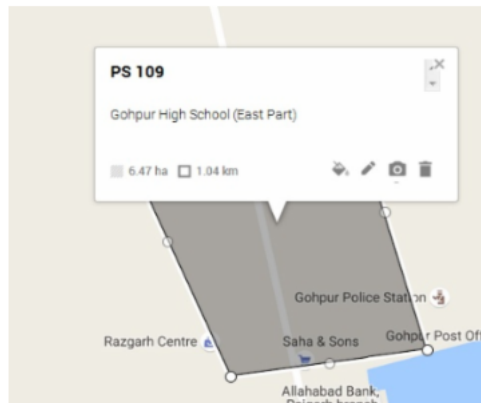 PS 109
Gohpur High School (East Part)
6.47 ha 1.04 km
Gohpur Police Station
Razgarh Centre
Saha & Sons
Gohpur Post Off
Allahabad Bank,